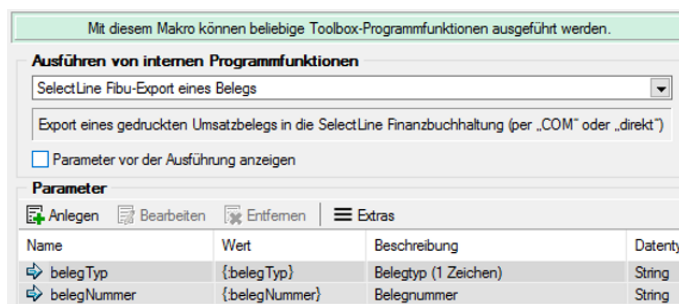 Mit diesem Makro können beliebige Toolbox-Programmfunktionen ausgeführt werden.
Ausführen von internen Programmfunktionen
SelectLine Fibu-Export eines Belegs
Export eines gedruckten Umsatzbelegs in die SelectLine Finanzbuchhaltung (per „COM“ oder „direkt“)
Parameter vor der Ausführung anzeigen
Parameter
Anlegen Bearbeiten Entfernen Extras
Name Wert Beschreibung Datenty
belegTyp {:belegTyp} Belegtyp (1 Zeichen) String
belegNummer {:belegNummer} Belegnummer String